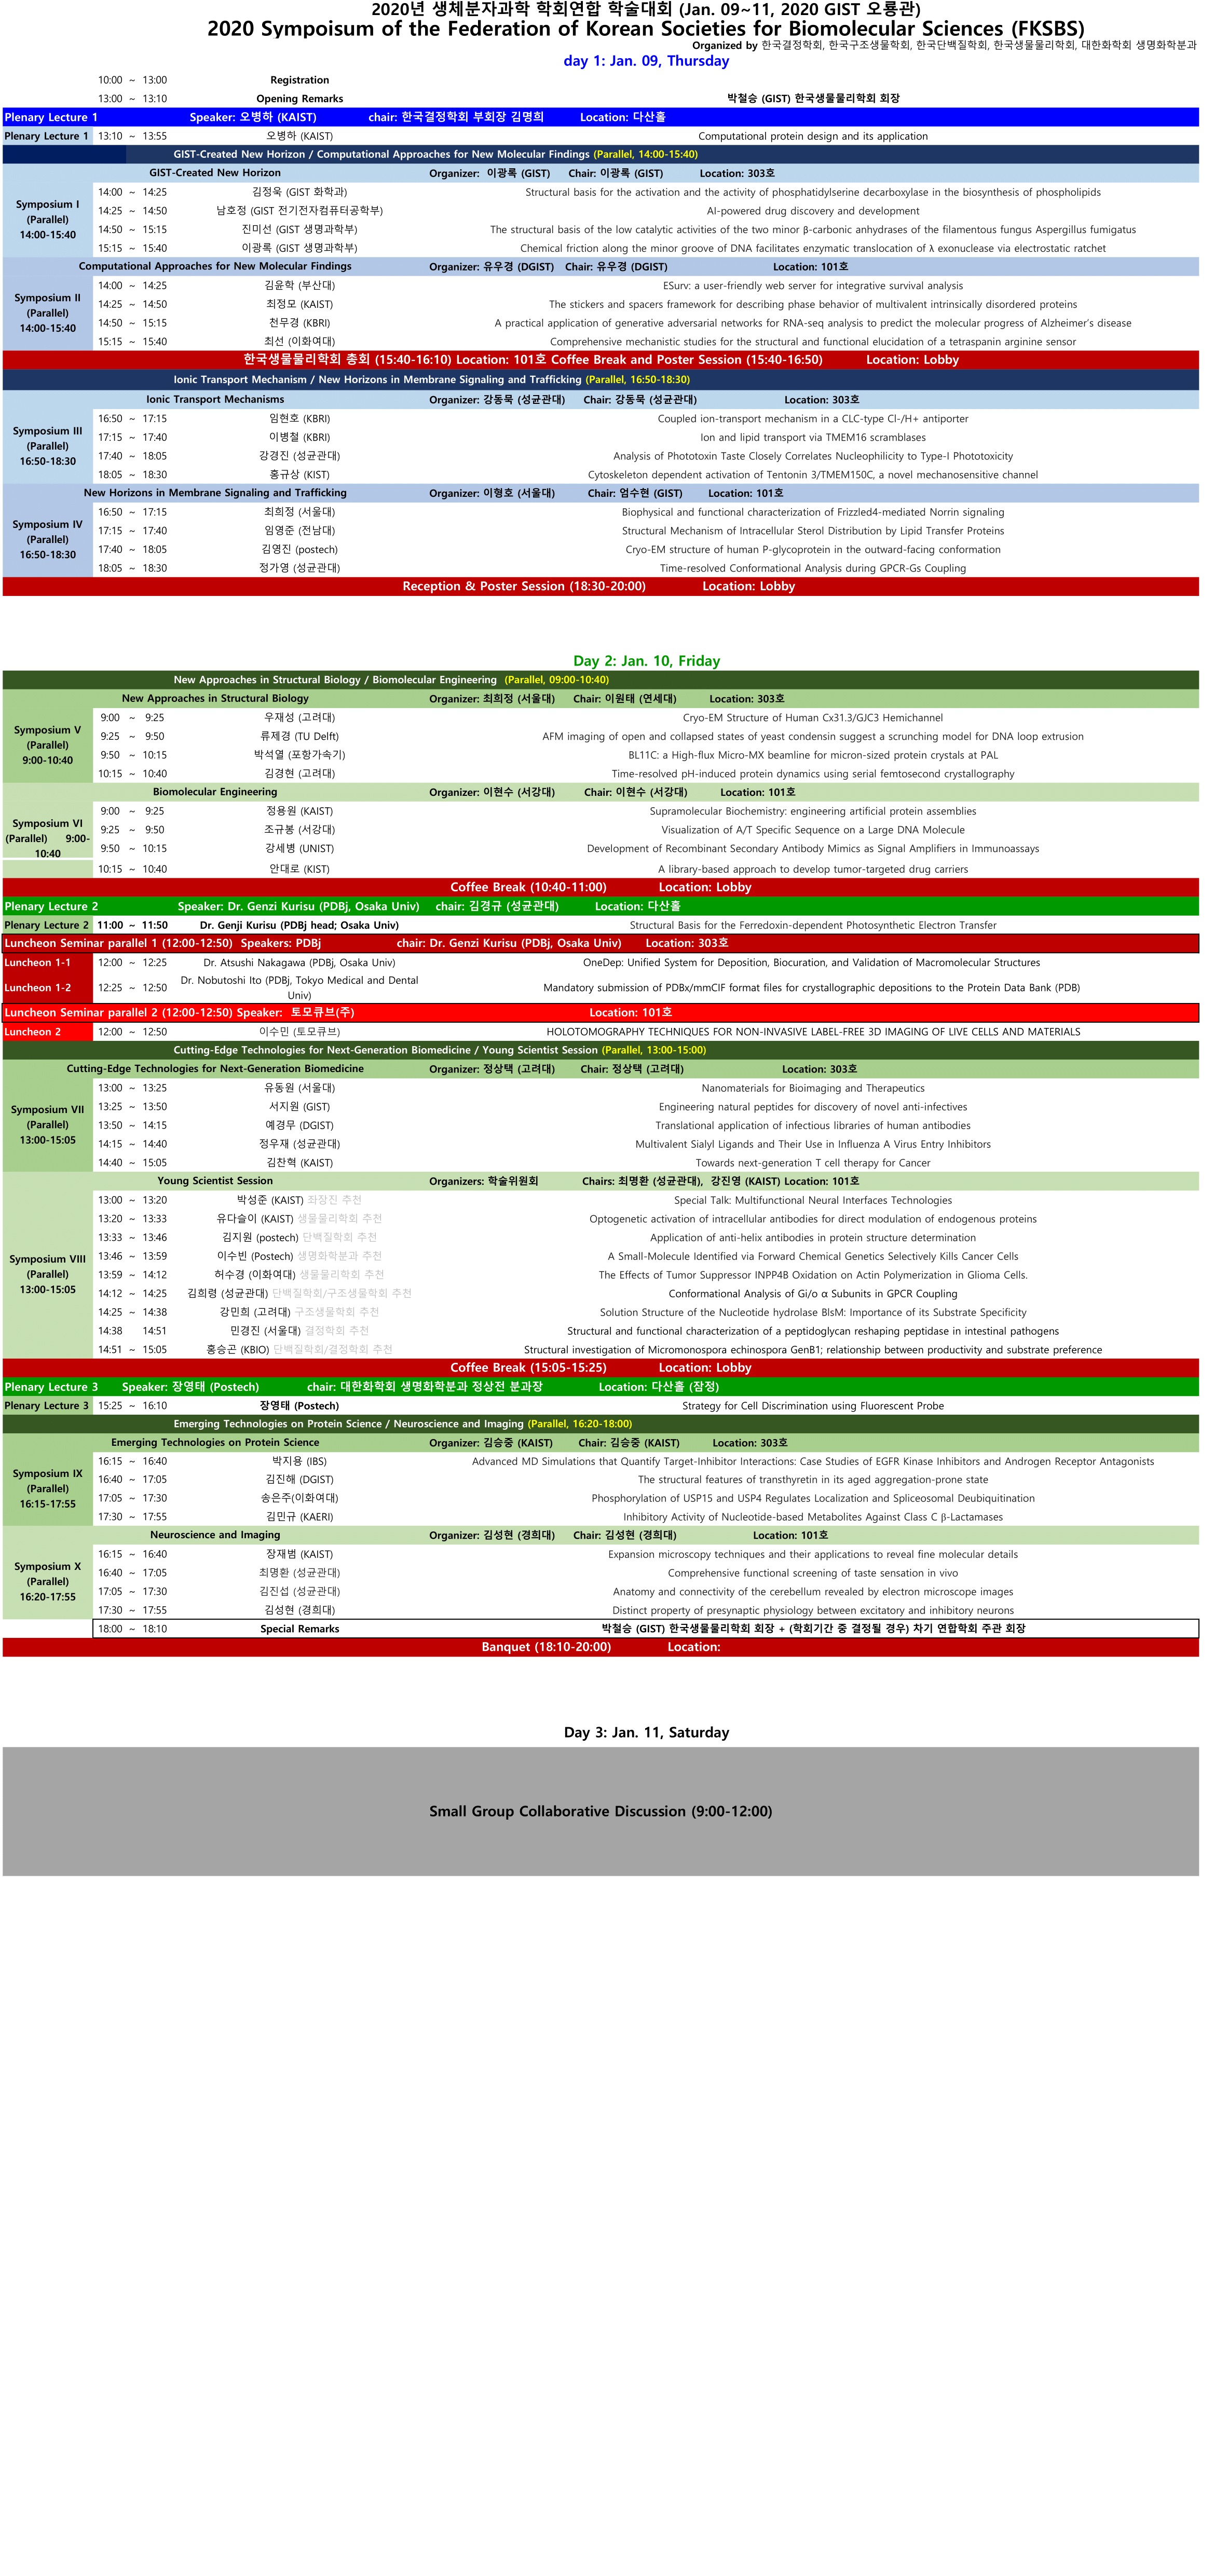 2020년 생체분자과학 학회연합 학술대회 (Jan. 09~11, 2020 GIST 오룡관)
2020 Sympoisum of the Federation of Korean Societies for Biomolecular Sciences (FKSBS)
Organized by 한국결정학회, 한국구조생물학회, 한국단백질학회, 한국생물물리학회, 대한화학회 생명화학분과
day 1: Jan. 09, Thursday
10:00 ~ 13:00 Registration
13:00 ~ 13:10 Opening Remarks 박철승 (GIST) 한국생물물리학회 회장
Plenary Lecture 1 Speaker: 오병하 (KAIST) chair: 한국결정학회 부회장 김명희 Location: 다산홀
Plenary Lecture 1 13:10 ~ 13:55 오병하 (KAIST) Computational protein design and its application
GIST-Created New Horizon / Computational Approaches for New Molecular Findings (Parallel, 14:00-15:40)
GIST-Created New Horizon Organizer: 이광록 (GIST) Chair: 이광록 (GIST) Location: 303호
Symposium I (Parallel) 14:00-15:40
14:00 ~ 14:25 김정욱 (GIST 화학과) Structural basis for the activation and the activity of phosphatidylserine decarboxylase in the biosynthesis of phospholipids
14:25 ~ 14:50 남호정 (GIST 전기전자컴퓨터공학부) AI-powered drug discovery and development
14:50 ~ 15:15 진미선 (GIST 생명과학부) The structural basis of the low catalytic activities of the two minor β-carbonic anhydrases of the filamentous fungus Aspergillus fumigatus
15:15 ~ 15:40 이광록 (GIST 생명과학부) Chemical friction along the minor groove of DNA facilitates enzymatic translocation of λ exonuclease via electrostatic ratchet
Computational Approaches for New Molecular Findings Organizer: 유우경 (DGIST) Chair: 유우경 (DGIST) Location: 101호
Symposium II (Parallel) 14:00-15:40
14:00 ~ 14:25 김윤학 (부산대) ESurv: a user-friendly web server for integrative survival analysis
14:25 ~ 14:50 최정모 (KAIST) The stickers and spacers framework for describing phase behavior of multivalent intrinsically disordered proteins
14:50 ~ 15:15 천무경 (KBRI) A practical application of generative adversarial networks for RNA-seq analysis to predict the molecular progress of Alzheimer's disease
15:15 ~ 15:40 최선 (이화여대) Comprehensive mechanistic studies for the structural and functional elucidation of a tetraspanin arginine sensor
한국생물물리학회 총회 (15:40-16:10) Location: 101호 Coffee Break and Poster Session (15:40-16:50) Location: Lobby
Ionic Transport Mechanism / New Horizons in Membrane Signaling and Trafficking (Parallel, 16:50-18:30)
Ionic Transport Mechanisms Organizer: 강동묵 (성균관대) Chair: 강동묵 (성균관대) Location: 303호
Symposium III (Parallel) 16:50-18:30
16:50 ~ 17:15 임현호 (KBRI) Coupled ion-transport mechanism in a CLC-type Cl-/H+ antiporter
17:15 ~ 17:40 이병철 (KBRI) Ion and lipid transport via TMEM16 scramblases
17:40 ~ 18:05 강경진 (성균관대) Analysis of Phototoxin Taste Closely Correlates Nucleophilicity to Type-I Phototoxicity
18:05 ~ 18:30 홍규상 (KIST) Cytoskeleton dependent activation of Tentonin 3/TMEM150C, a novel mechanosensitive channel
New Horizons in Membrane Signaling and Trafficking Organizer: 이형호 (서울대) Chair: 엄수현 (GIST) Location: 101호
Symposium IV (Parallel) 16:50-18:30
16:50 ~ 17:15 최희정 (서울대) Biophysical and functional characterization of Frizzled4-mediated Norrin signaling
17:15 ~ 17:40 임영준 (전남대) Structural Mechanism of Intracellular Sterol Distribution by Lipid Transfer Proteins
17:40 ~ 18:05 김영진 (postech) Cryo-EM structure of human P-glycoprotein in the outward-facing conformation
18:05 ~ 18:30 정가영 (성균관대) Time-resolved Conformational Analysis during GPCR-Gs Coupling
Reception & Poster Session (18:30-20:00) Location: Lobby
Day 2: Jan. 10, Friday
New Approaches in Structural Biology / Biomolecular Engineering (Parallel, 09:00-10:40)
New Approaches in Structural Biology Organizer: 최희정 (서울대) Chair: 이원태 (연세대) Location: 303호
Symposium V (Parallel) 9:00-10:40
9:00 ~ 9:25 우재성 (고려대) Cryo-EM Structure of Human Cx31.3/GJC3 Hemichannel
9:25 ~ 9:50 류제경 (TU Delft) AFM imaging of open and collapsed states of yeast condensin suggest a scrunching model for DNA loop extrusion
9:50 ~ 10:15 박석열 (포항가속기) BL11C: a High-flux Micro-MX beamline for micron-sized protein crystals at PAL
10:15 ~ 10:40 김경현 (고려대) Time-resolved pH-induced protein dynamics using serial femtosecond crystallography
Biomolecular Engineering Organizer: 이현수 (서강대) Chair: 이현수 (서강대) Location: 101호
Symposium VI (Parallel) 9:00-10:40
9:00 ~ 9:25 정용원 (KAIST) Supramolecular Biochemistry: engineering artificial protein assemblies
9:25 ~ 9:50 조규봉 (서강대) Visualization of A/T Specific Sequence on a Large DNA Molecule
9:50 ~ 10:15 강세병 (UNIST) Development of Recombinant Secondary Antibody Mimics as Signal Amplifiers in Immunoassays
10:15 ~ 10:40 안대로 (KIST) A library-based approach to develop tumor-targeted drug carriers
Coffee Break (10:40-11:00) Location: Lobby
Plenary Lecture 2 Speaker: Dr. Genzi Kurisu (PDBj, Osaka Univ) chair: 김경규 (성균관대) Location: 다산홀
Plenary Lecture 2 11:00 ~ 11:50 Dr. Genji Kurisu (PDBj head; Osaka Univ) Structural Basis for the Ferredoxin-dependent Photosynthetic Electron Transfer
Luncheon Seminar parallel 1 (12:00-12:50) Speakers: PDBj chair: Dr. Genzi Kurisu (PDBj, Osaka Univ) Location: 303호
Luncheon 1-1 12:00 ~ 12:25 Dr. Atsushi Nakagawa (PDBj, Osaka Univ) OneDep: Unified System for Deposition, Biocuration, and Validation of Macromolecular Structures
Luncheon 1-2 12:25 ~ 12:50 Dr. Nobutoshi Ito (PDBj, Tokyo Medical and Dental Univ) Mandatory submission of PDBx/mmCIF format files for crystallographic depositions to the Protein Data Bank (PDB)
Luncheon Seminar parallel 2 (12:00-12:50) Speaker: 토모큐브(주) Location: 101호
Luncheon 2 12:00 ~ 12:50 이수민 (토모큐브) HOLOTOMOGRAPHY TECHNIQUES FOR NON-INVASIVE LABEL-FREE 3D IMAGING OF LIVE CELLS AND MATERIALS
Cutting-Edge Technologies for Next-Generation Biomedicine / Young Scientist Session (Parallel, 13:00-15:00)
Cutting-Edge Technologies for Next-Generation Biomedicine Organizer: 정상택 (고려대) Chair: 정상택 (고려대) Location: 303호
Symposium VII (Parallel) 13:00-15:05
13:00 ~ 13:25 유동원 (서울대) Nanomaterials for Bioimaging and Therapeutics
13:25 ~ 13:50 서지원 (GIST) Engineering natural peptides for discovery of novel anti-infectives
13:50 ~ 14:15 예경무 (DGIST) Translational application of infectious libraries of human antibodies
14:15 ~ 14:40 정우재 (성균관대) Multivalent Sialyl Ligands and Their Use in Influenza A Virus Entry Inhibitors
14:40 ~ 15:05 김찬혁 (KAIST) Towards next-generation T cell therapy for Cancer
Young Scientist Session Organizers: 학술위원회 Chairs: 최명환 (성균관대), 강진영 (KAIST) Location: 101호
Symposium VIII (Parallel) 13:00-15:05
13:00 ~ 13:20 박성준 (KAIST) 좌장진 추천 Special Talk: Multifunctional Neural Interfaces Technologies
13:20 ~ 13:33 유다슬이 (KAIST) 생물물리학회 추천 Optogenetic activation of intracellular antibodies for direct modulation of endogenous proteins
13:33 ~ 13:46 김지원 (postech) 단백질학회 추천 Application of anti-helix antibodies in protein structure determination
13:46 ~ 13:59 이수빈 (Postech) 생명화학분과 추천 A Small-Molecule Identified via Forward Chemical Genetics Selectively Kills Cancer Cells
13:59 ~ 14:12 허수경 (이화여대) 생물물리학회 추천 The Effects of Tumor Suppressor INPP4B Oxidation on Actin Polymerization in Glioma Cells.
14:12 ~ 14:25 김희령 (성균관대) 단백질학회/구조생물학회 추천 Conformational Analysis of Gi/o α Subunits in GPCR Coupling
14:25 ~ 14:38 강민희 (고려대) 구조생물학회 추천 Solution Structure of the Nucleotide hydrolase BlsM: Importance of its Substrate Specificity
14:38 14:51 민경진 (서울대) 결정학회 추천 Structural and functional characterization of a peptidoglycan reshaping peptidase in intestinal pathogens
14:51 ~ 15:05 홍승곤 (KBIO) 단백질학회/결정학회 추천 Structural investigation of Micromonospora echinospora GenB1; relationship between productivity and substrate preference
Coffee Break (15:05-15:25) Location: Lobby
Plenary Lecture 3 Speaker: 장영태 (Postech) chair: 대한화학회 생명화학분과 정상전 분과장 Location: 다산홀 (잠정)
Plenary Lecture 3 15:25 ~ 16:10 장영태 (Postech) Strategy for Cell Discrimination using Fluorescent Probe
Emerging Technologies on Protein Science / Neuroscience and Imaging (Parallel, 16:20-18:00)
Emerging Technologies on Protein Science Organizer: 김승중 (KAIST) Chair: 김승중 (KAIST) Location: 303호
Symposium IX (Parallel) 16:15-17:55
16:15 ~ 16:40 박지용 (IBS) Advanced MD Simulations that Quantify Target-Inhibitor Interactions: Case Studies of EGFR Kinase Inhibitors and Androgen Receptor Antagonists
16:40 ~ 17:05 김진해 (DGIST) The structural features of transthyretin in its aged aggregation-prone state
17:05 ~ 17:30 송은주(이화여대) Phosphorylation of USP15 and USP4 Regulates Localization and Spliceosomal Deubiquitination
17:30 ~ 17:55 김민규 (KAERI) Inhibitory Activity of Nucleotide-based Metabolites Against Class C β-Lactamases
Neuroscience and Imaging Organizer: 김성현 (경희대) Chair: 김성현 (경희대) Location: 101호
Symposium X (Parallel) 16:20-17:55
16:15 ~ 16:40 장재범 (KAIST) Expansion microscopy techniques and their applications to reveal fine molecular details
16:40 ~ 17:05 최명환 (성균관대) Comprehensive functional screening of taste sensation in vivo
17:05 ~ 17:30 김진섭 (성균관대) Anatomy and connectivity of the cerebellum revealed by electron microscope images
17:30 ~ 17:55 김성현 (경희대) Distinct property of presynaptic physiology between excitatory and inhibitory neurons
18:00 ~ 18:10 Special Remarks 박철승 (GIST) 한국생물물리학회 회장 + (학회기간 중 결정될 경우) 차기 연합학회 주관 회장
Banquet (18:10-20:00) Location:
Day 3: Jan. 11, Saturday
Small Group Collaborative Discussion (9:00-12:00)